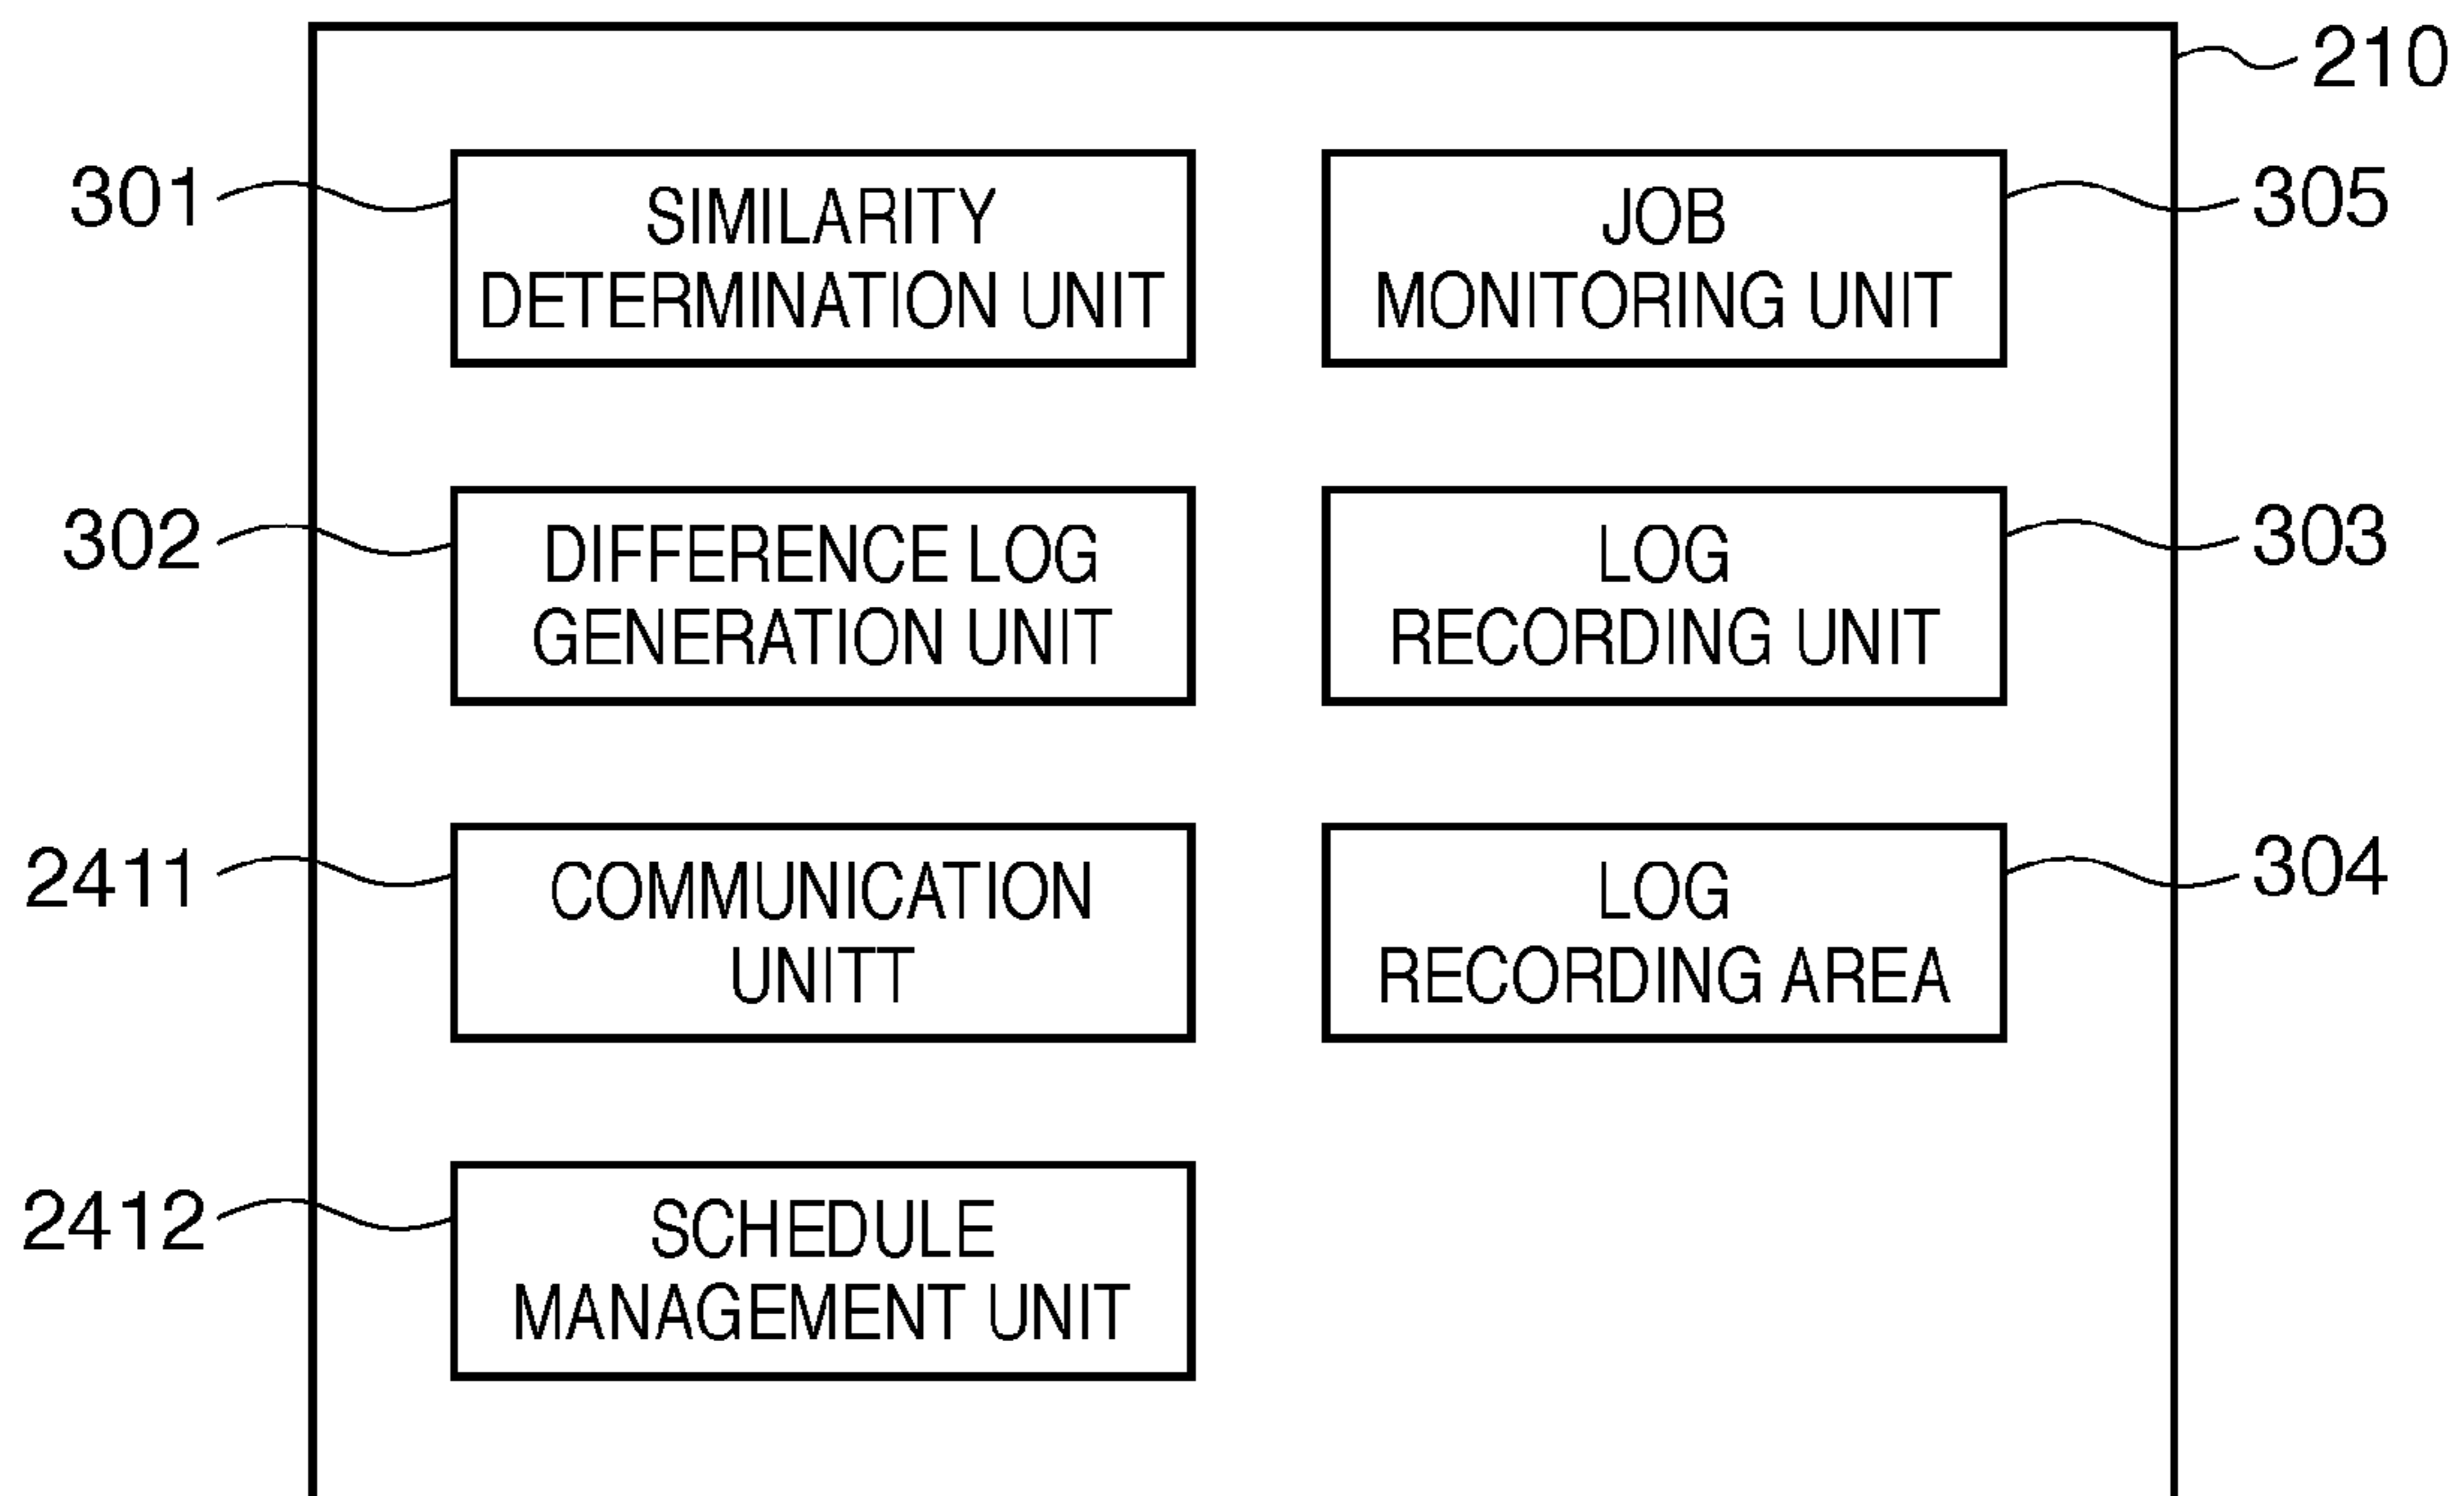 210
301
SIMILARITY
DETERMINATION UNIT
JOB
MONITORING UNIT
305
302
DIFFERENCE LOG
GENERATION UNIT
LOG
RECORDING UNIT
303
2411
COMMUNICATION
UNITT
LOG
RECORDING AREA
304
2412
SCHEDULE
MANAGEMENT UNIT